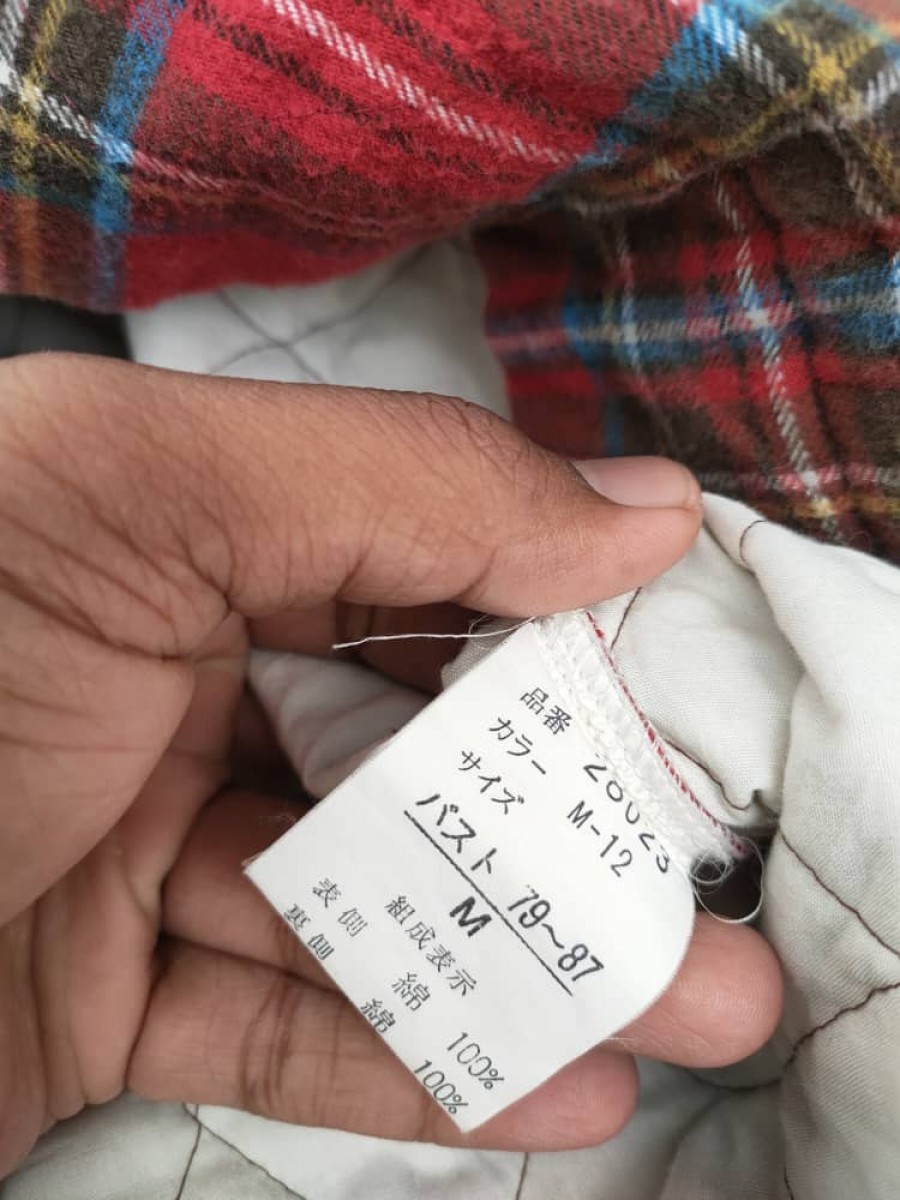 品番 28023
カラー M-12
サイズ
バスト 79~87
M
組成表示
表側 綿 100%
裏側 綿 100%